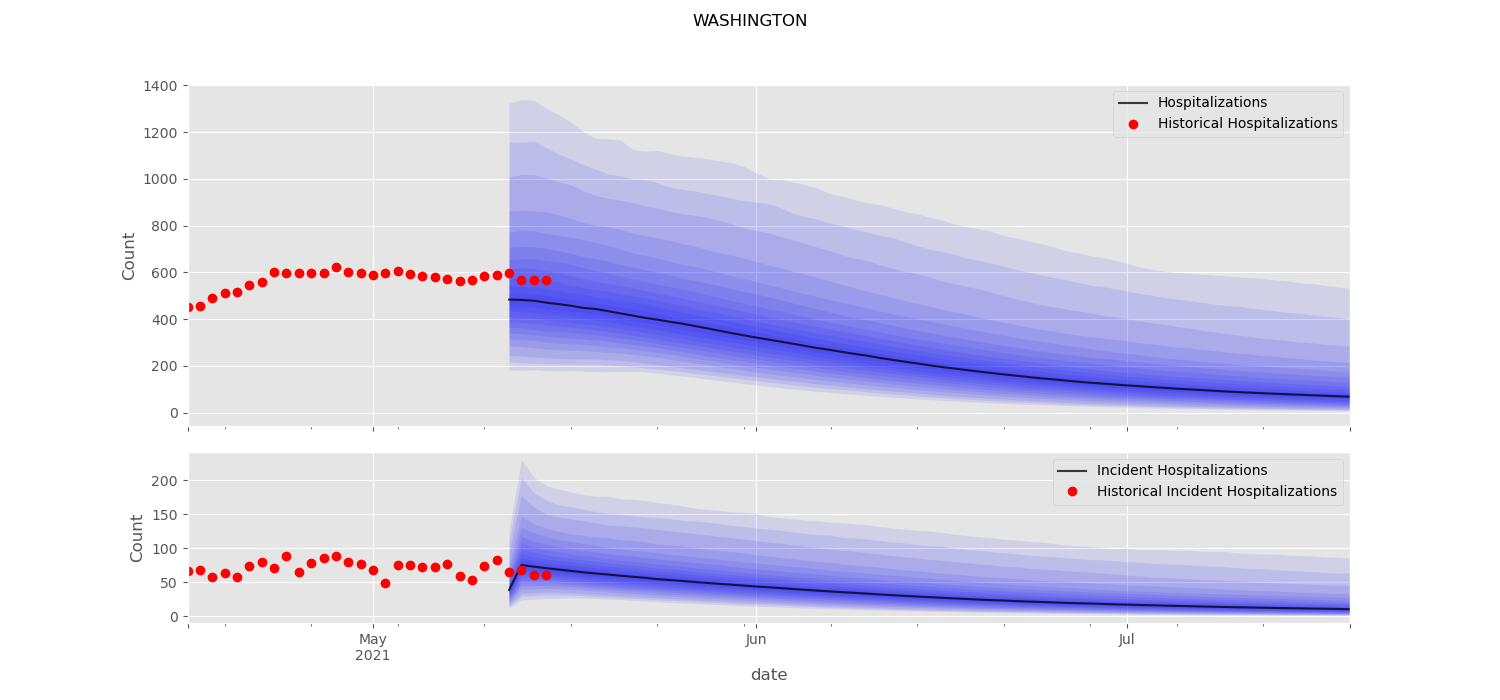 WASHINGTON
1400
1200
1000
800
600
400
200
0
Count
Hospitalizations
Historical Hospitalizations
200
150
100
50
0
Count
Incident Hospitalizations
Historical Incident Hospitalizations
May
2021
Jun
Jul
date